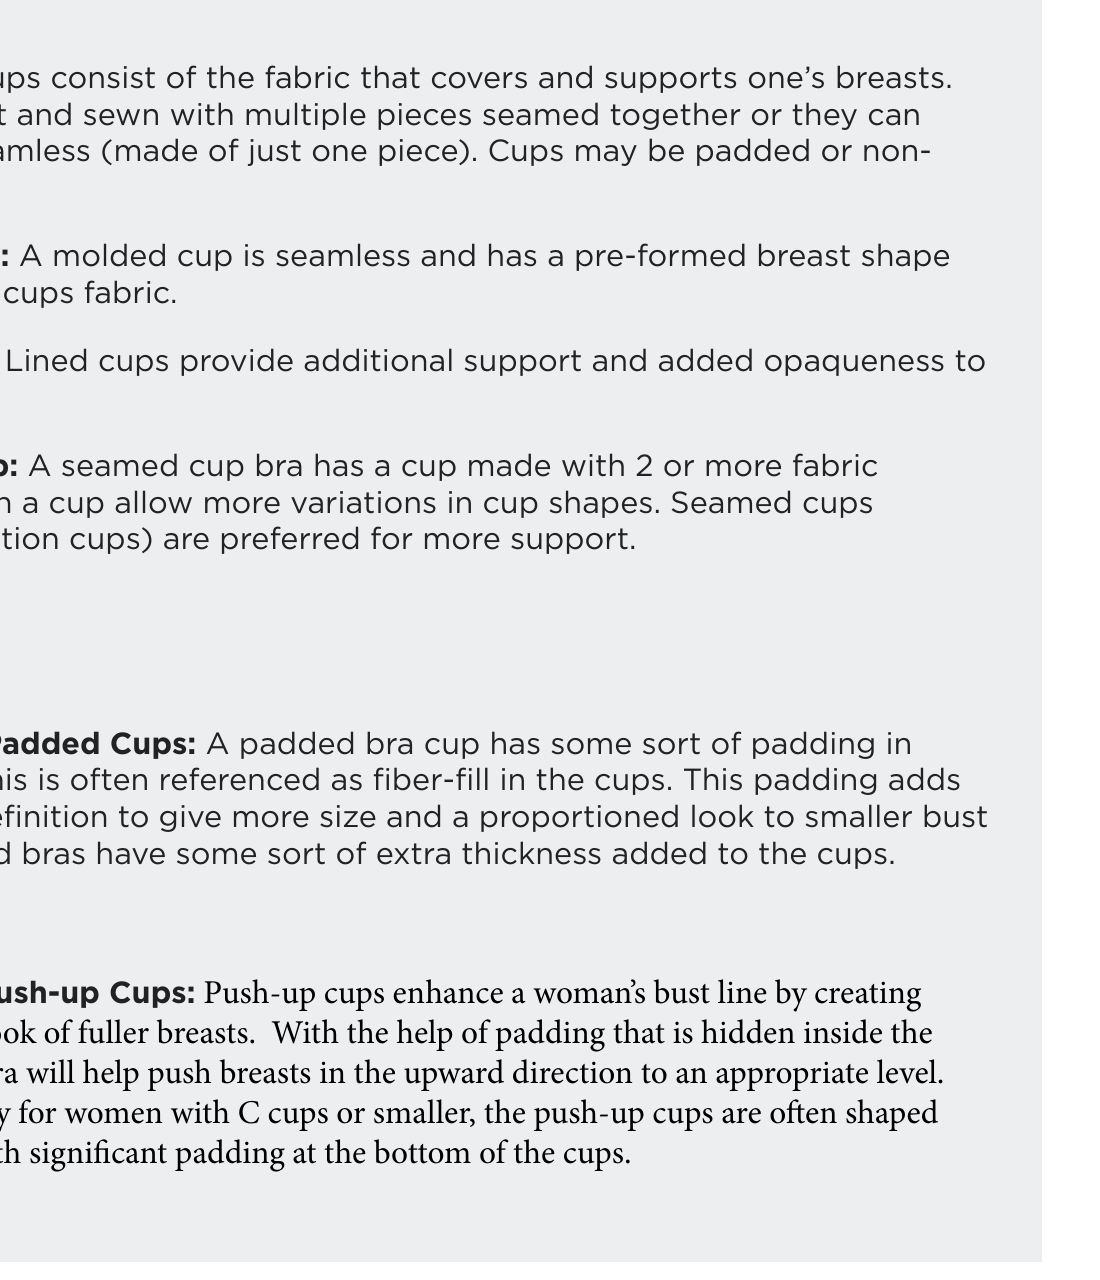 ups consist of the fabric that covers and supports one’s breasts.
t and sewn with multiple pieces seamed together or they can
amless (made of just one piece). Cups may be padded or non-
: A molded cup is seamless and has a pre-formed breast shape
cups fabric.
Lined cups provide additional support and added opaqueness to
p: A seamed cup bra has a cup made with 2 or more fabric
n a cup allow more variations in cup shapes. Seamed cups
tion cups) are preferred for more support.
Padded Cups: A padded bra cup has some sort of padding in
his is often referenced as fiber-fill in the cups. This padding adds
efinition to give more size and a proportioned look to smaller bust
d bras have some sort of extra thickness added to the cups.
ush-up Cups: Push-up cups enhance a woman’s bust line by creating
ook of fuller breasts.  With the help of padding that is hidden inside the
ra will help push breasts in the upward direction to an appropriate level.
y for women with C cups or smaller, the push-up cups are often shaped
th significant padding at the bottom of the cups.